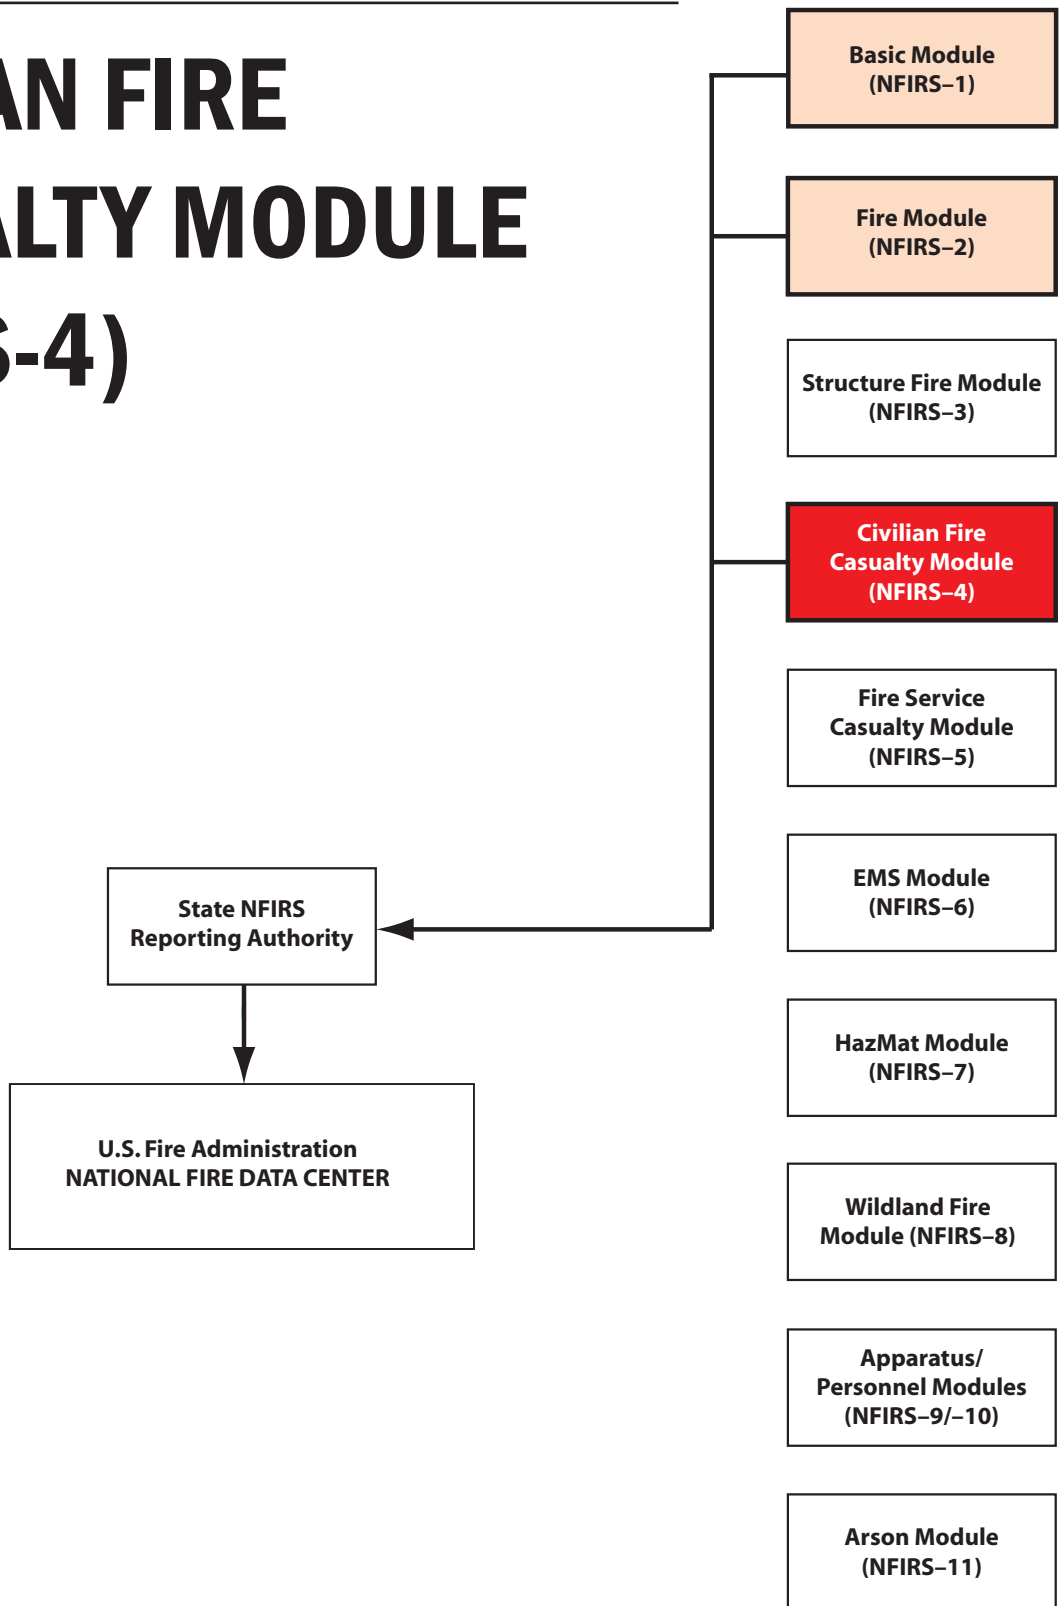 AN FIRE
ALTY MODULE
S-4)
Basic Module
(NFIRS–1)
Fire Module
(NFIRS–2)
Structure Fire Module
(NFIRS–3)
Civilian Fire
Casualty Module
(NFIRS–4)
Fire Service
Casualty Module
(NFIRS–5)
EMS Module
(NFIRS–6)
HazMat Module
(NFIRS–7)
Wildland Fire
Module (NFIRS–8)
Apparatus/
Personnel Modules
(NFIRS–9/–10)
Arson Module
(NFIRS–11)
State NFIRS
Reporting Authority
U.S. Fire Administration
NATIONAL FIRE DATA CENTER